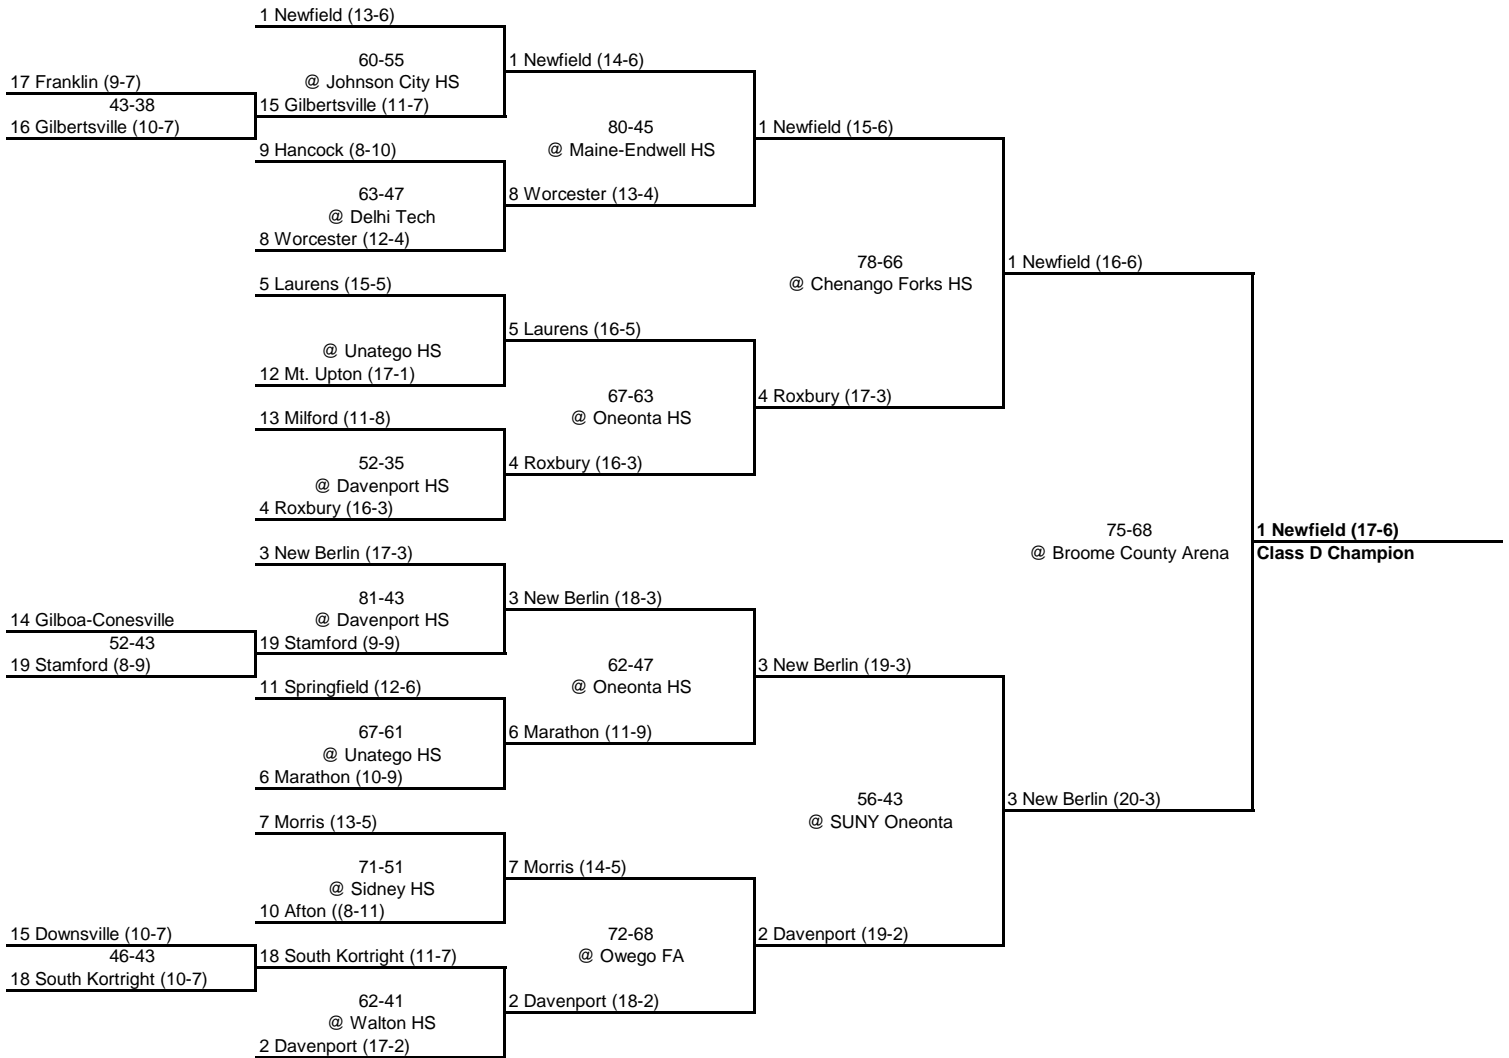 1 Newfield (13-6)
60-55
@ Johnson City HS
1 Newfield (14-6)
17 Franklin (9-7)
43-38
16 Gilbertsville (10-7)
15 Gilbertsville (11-7)
80-45
@ Maine-Endwell HS
1 Newfield (15-6)
9 Hancock (8-10)
63-47
@ Delhi Tech
8 Worcester (12-4)
8 Worcester (13-4)
78-66
@ Chenango Forks HS
1 Newfield (16-6)
5 Laurens (15-5)
@ Unatego HS
12 Mt. Upton (17-1)
5 Laurens (16-5)
67-63
@ Oneonta HS
4 Roxbury (17-3)
13 Milford (11-8)
52-35
@ Davenport HS
4 Roxbury (16-3)
4 Roxbury (16-3)
75-68
@ Broome County Arena
1 Newfield (17-6)
Class D Champion
3 New Berlin (17-3)
81-43
@ Davenport HS
3 New Berlin (18-3)
14 Gilboa-Conesville
52-43
19 Stamford (8-9)
19 Stamford (9-9)
62-47
@ Oneonta HS
3 New Berlin (19-3)
11 Springfield (12-6)
67-61
@ Unatego HS
6 Marathon (10-9)
6 Marathon (11-9)
56-43
@ SUNY Oneonta
3 New Berlin (20-3)
7 Morris (13-5)
71-51
@ Sidney HS
10 Afton ((8-11)
7 Morris (14-5)
72-68
@ Owego FA
2 Davenport (19-2)
15 Downsville (10-7)
46-43
18 South Kortright (10-7)
18 South Kortright (11-7)
62-41
@ Walton HS
2 Davenport (17-2)
2 Davenport (18-2)